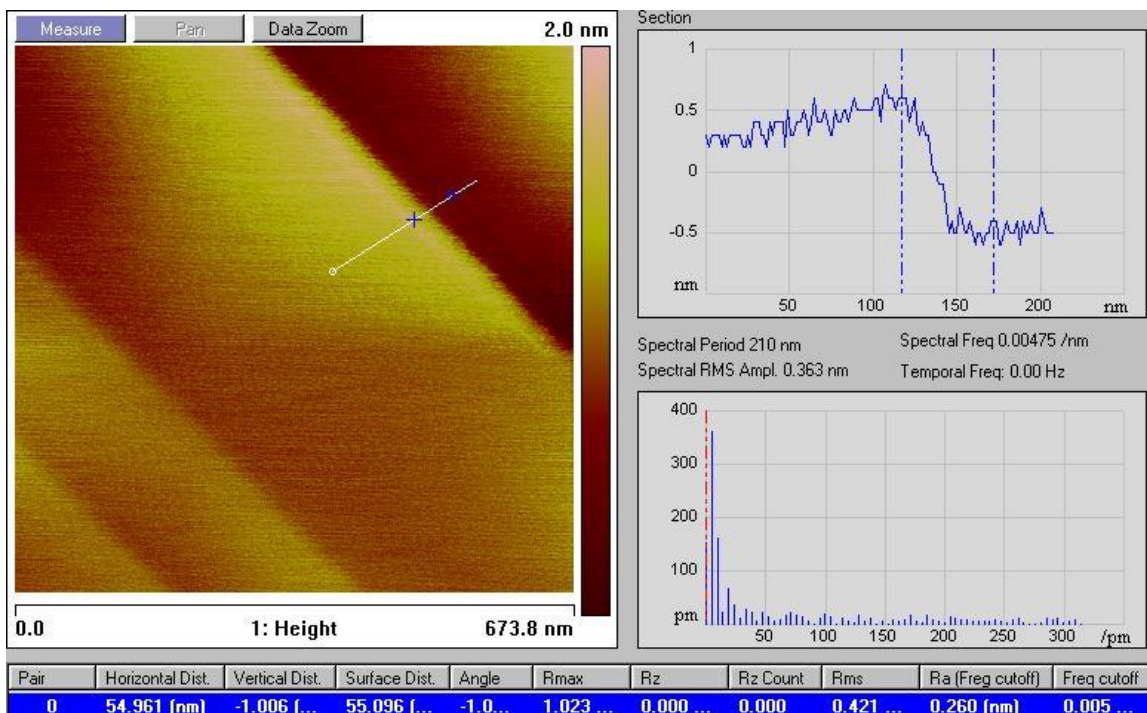 Measure Pan Data Zoom 2.0 nm
0.0 1: Height 673.8 nm
Section
1
0.5
0
-0.5
nm
50 100 150 200 nm
Spectral Period 210 nm Spectral Freq 0.00475 /nm
Spectral RMS Ampl. 0.363 nm Temporal Freq: 0.00 Hz
400
300
200
100
pm
50 100 150 200 250 300 /pm
Pair Horizontal Dist. Vertical Dist. Surface Dist. Angle Rmax Rz Rz Count Rms Ra (Freg cutoff) Freq cutoff
0 54.961 (nm) -1.006 (... 55.096 (... -1.0... 1.023 ... 0.000 ... 0.000 0.421 ... 0.260 (nm) 0.005 ...